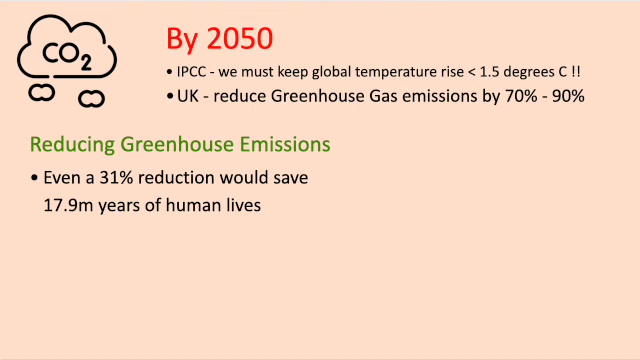 CO2
By 2050
• IPCC - we must keep global temperature rise < 1.5 degrees C !!
• UK - reduce Greenhouse Gas emissions by 70% - 90%
Reducing Greenhouse Emissions
• Even a 31% reduction would save
17.9m years of human lives